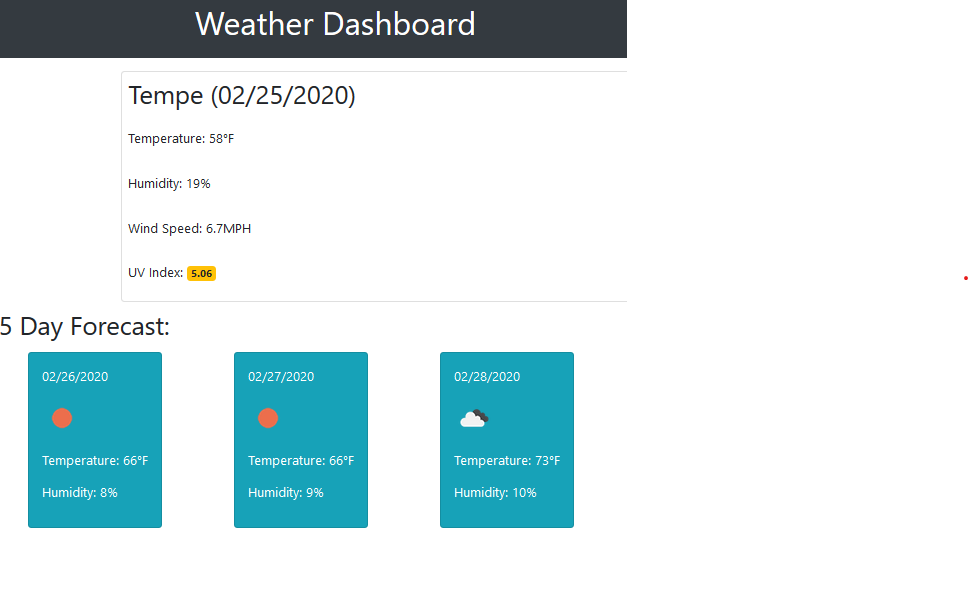 Weather Dashboard
Tempe (02/25/2020)
Temperature: 58°F
Humidity: 19%
Wind Speed: 6.7MPH
UV Index: 5.06
5 Day Forecast:
02/26/2020
Temperature: 66°F
Humidity: 8%
02/27/2020
Temperature: 66°F
Humidity: 9%
02/28/2020
Temperature: 73°F
Humidity: 10%